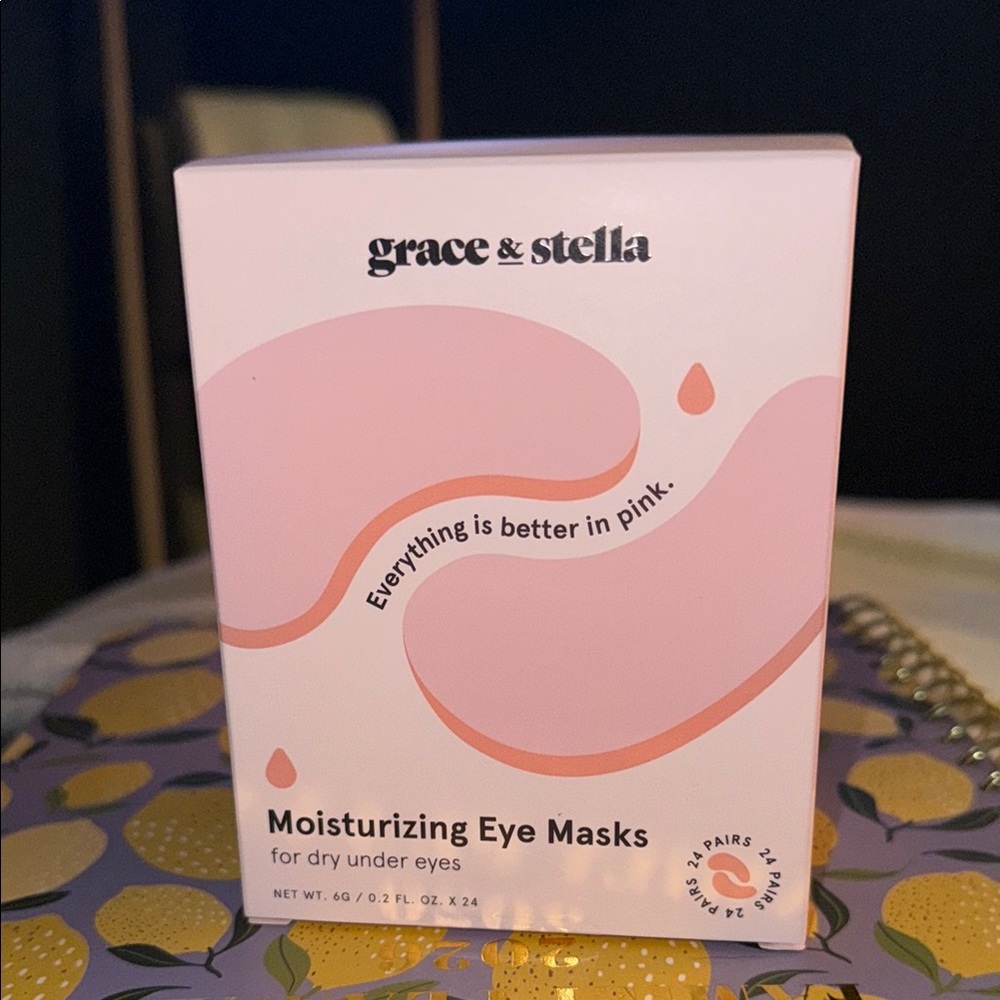 grace & stella
Everything is better in pink.
Moisturizing Eye Masks
for dry under eyes
NET WT. 6G / 0.2 FL. OZ. X 24
24 PAIRS 24 PAIRS 24 PAIRS